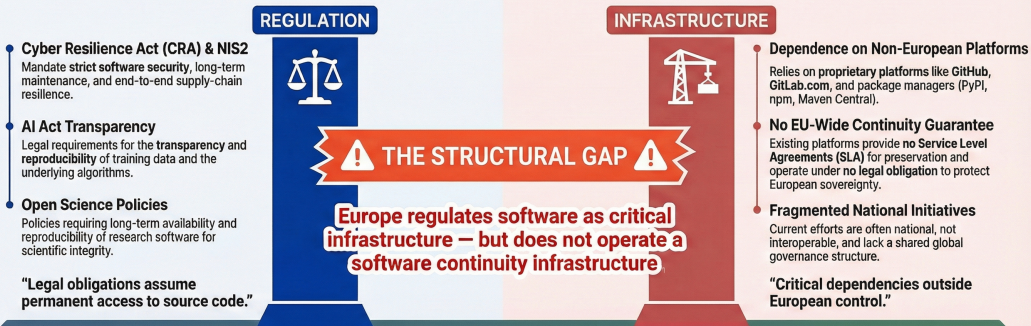 REGULATION
Cyber Resilience Act (CRA) & NIS2
Mandate strict software security, long-term
maintenance, and end-to-end supply-chain
resillence.
AI Act Transparency
Legal requirements for the transparency and
reproducibility of training data and the
underlying algorithms.
Open Science Policies
Policies requiring long-term availability and
reproducibility of research software for
scientific integrity.
“Legal obligations assume
permanent access to source code.”
THE STRUCTURAL GAP
Europe regulates software as critical
infrastructure — but does not operate a
software continuity infrastructure
INFRASTRUCTURE
Dependence on Non-European Platforms
Relies on proprietary platforms like GitHub,
GitLab.com, and package managers (PyPI,
npm, Maven Central).
No EU-Wide Continuity Guarantee
Existing platforms provide no Service Level
Agreements (SLA) for preservation and
operate under no legal obligation to protect
European sovereignty.
Fragmented National Initiatives
Current efforts are often national, not
interoperable, and lack a shared global
governance structure.
“Critical dependencies outside
European control.”